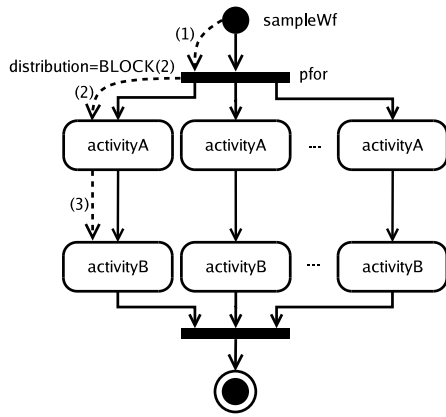 (1)
sampleWf
distribution=BLOCK(2)
pfor
(2)
activityA
activityA
...
activityA
(3)
activityB
activityB
...
activityB